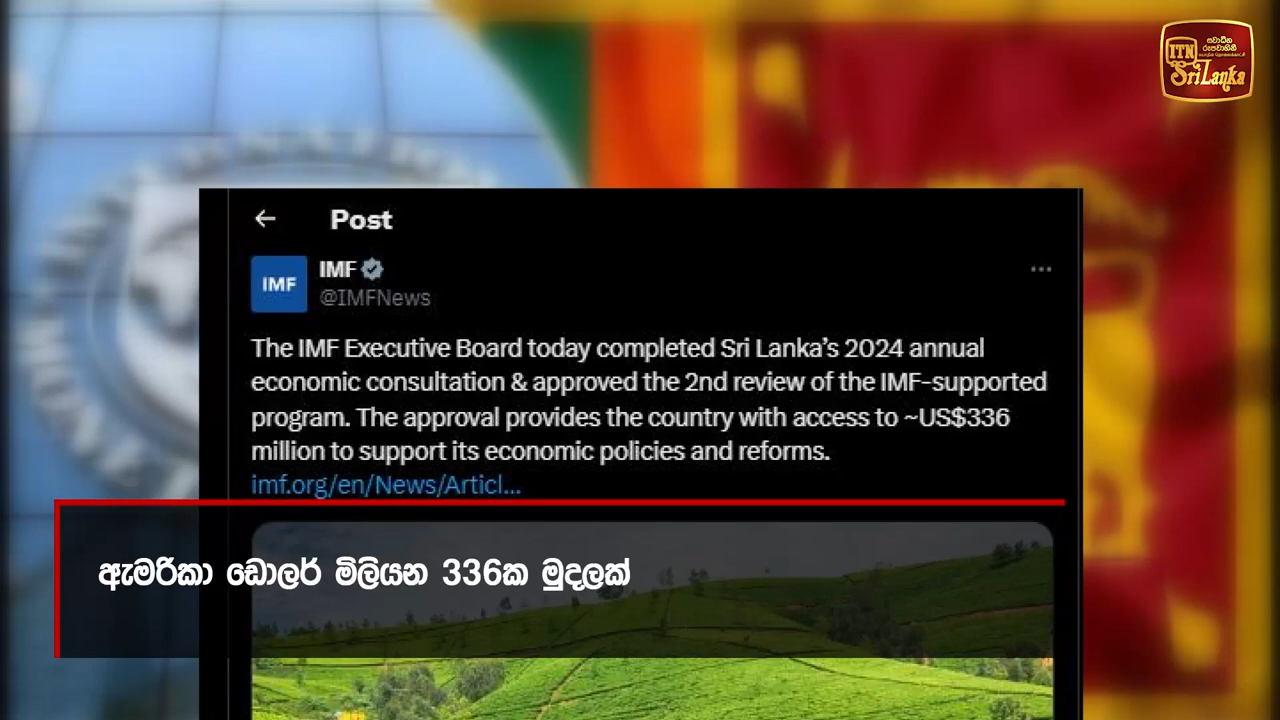 ITN
SriLanka
Post
IMF
IMF
@IMFNews
The IMF Executive Board today completed Sri Lanka's 2024 annual
economic consultation & approved the 2nd review of the IMF-supported
program. The approval provides the country with access to ~US$336
million to support its economic policies and reforms.
imf.org/en/News/Articl...
ඇමරිකා ඩොලර් මිලියන 336ක මුදලක්